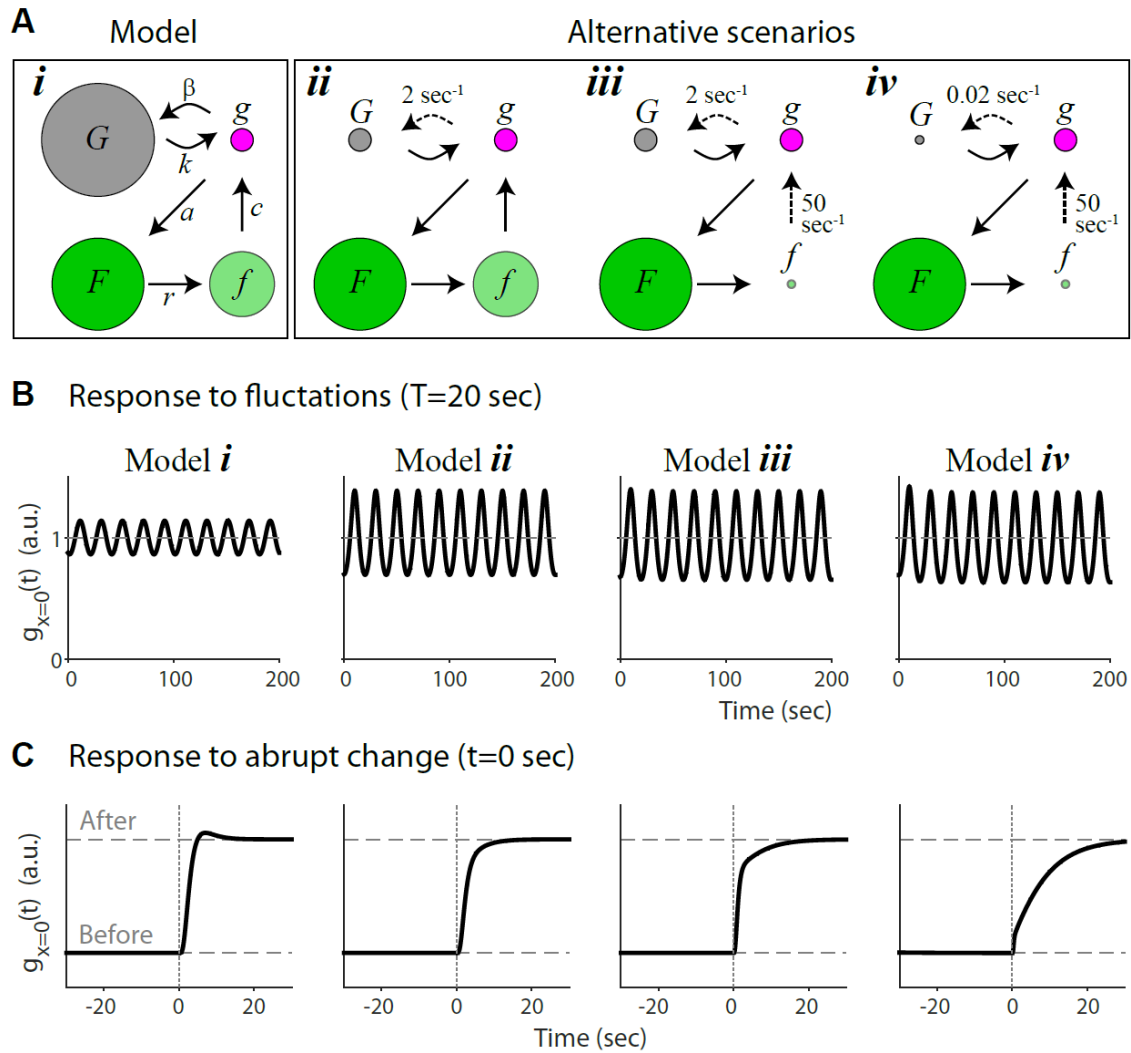 A
Model
Alternative scenarios
i
β
G
g
k
a
c
F
r
f
ii
G
2 sec⁻¹
g
F
f
iii
G
2 sec⁻¹
g
50
sec⁻¹
F
f
iv
G
0.02 sec⁻¹
g
50
sec⁻¹
F
f
B Response to fluctations (T=20 sec)
Model i
Model ii
Model iii
Model iv
gx=0(t) (a.u.)
1
0
0 100 200
0 100 200
0 100 200
0 100 200
Time (sec)
C Response to abrupt change (t=0 sec)
gx=0(t) (a.u.)
After
Before
-20 0 20
-20 0 20
-20 0 20
-20 0 20
Time (sec)